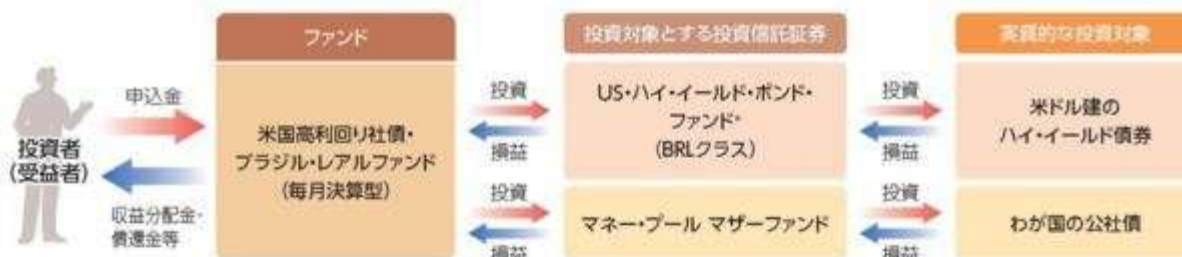 ファンド
投資対象とする投資信託証券
実質的な投資対象
申込金
投資者
(受益者)
収益分配金・
償還金等
米国高利回り社債・
ブラジル・レアルファンド
(毎月決算型)
投資
損益
US・ハイ・イールド・ボンド・
ファンド*
(BRLクラス)
投資
損益
米ドル建の
ハイ・イールド債券
投資
損益
マネー・プール マザーファンド
投資
損益
わが国の公社債